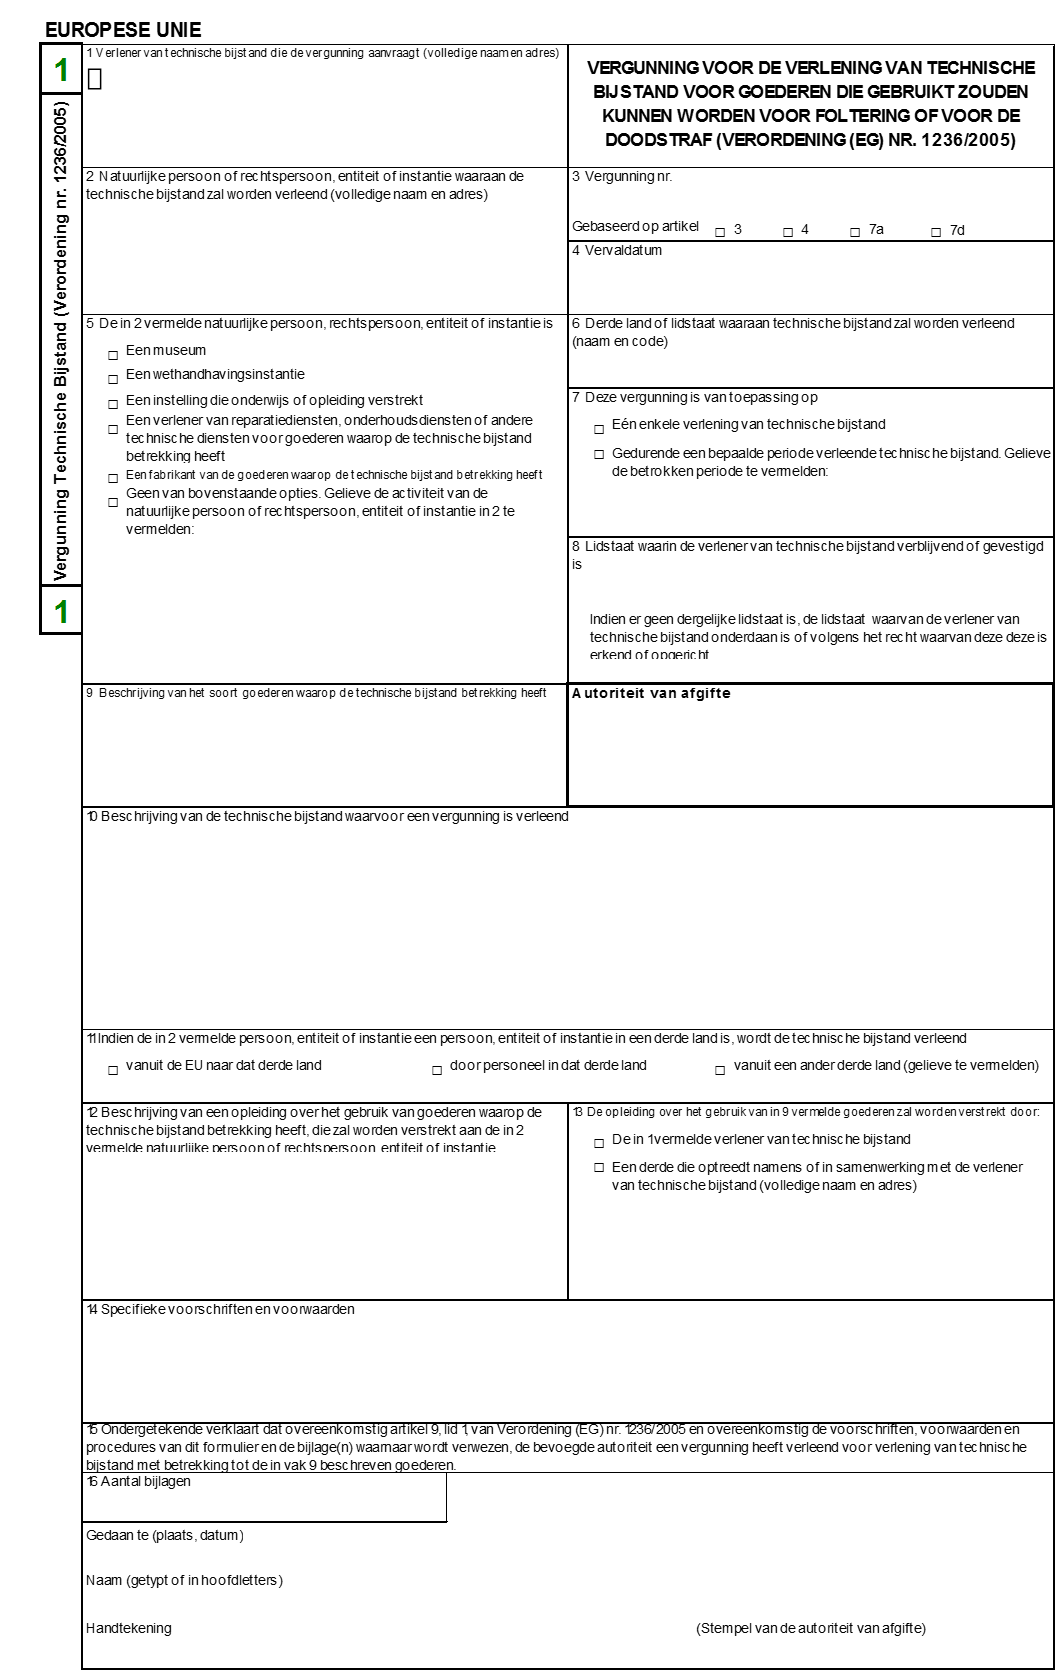 EUROPESE UNIE
1
Vergunning Technische Bijstand (Verordening nr. 1236/2005)
1
1 Verlener van technische bijstand die de vergunning aanvraagt (volledige naam en adres)
VERGUNNING VOOR DE VERLENING VAN TECHNISCHE
BIJSTAND VOOR GOEDEREN DIE GEBRUIKT ZOUDEN
KUNNEN WORDEN VOOR FOLTERING OF VOOR DE
DOODSTRAF (VERORDENING (EG) NR. 1236/2005)
2 Natuurlijke persoon of rechtspersoon, entiteit of instantie waaraan de
technische bijstand zal worden verleend (volledige naam en adres)
3 Vergunning nr.
Gebaseerd op artikel □ 3 □ 4 □ 7a □ 7d
4 Vervaldatum
5 De in 2 vermelde natuurlijke persoon, rechtspersoon, entiteit of instantie is
□ Een museum
□ Een wethandhavingsinstantie
□ Een instelling die onderwijs of opleiding verstrekt
□ Een verlener van reparatiediensten, onderhoudsdiensten of andere
technische diensten voor goederen waarop de technische bijstand
betrekking heeft
□ Een fabrikant van de goederen waarop de technische bijstand betrekking heeft
□ Geen van bovenstaande opties. Gelieve de activiteit van de
natuurlijke persoon of rechtspersoon, entiteit of instantie in 2 te
vermelden:
6 Derde land of lidstaat waaraan technische bijstand zal worden verleend
(naam en code)
7 Deze vergunning is van toepassing op
□ Eén enkele verlening van technische bijstand
□ Gedurende een bepaalde periode verleende technische bijstand. Gelieve
de betrokken periode te vermelden:
8 Lidstaat waarin de verlener van technische bijstand verblijvend of gevestigd
is
Indien er geen dergelijke lidstaat is, de lidstaat waarvan de verlener van
technische bijstand onderdaan is of volgens het recht waarvan deze deze is
erkend of opgericht
9 Beschrijving van het soort goederen waarop de technische bijstand betrekking heeft
Autoriteit van afgifte
10 Beschrijving van de technische bijstand waarvoor een vergunning is verleend
11 Indien de in 2 vermelde persoon, entiteit of instantie een persoon, entiteit of instantie in een derde land is, wordt de technische bijstand verleend
□ vanuit de EU naar dat derde land □ door personeel in dat derde land □ vanuit een ander derde land (gelieve te vermelden)
12 Beschrijving van een opleiding over het gebruik van goederen waarop de
technische bijstand betrekking heeft, die zal worden verstrekt aan de in 2
vermelde natuurlijke persoon of rechtspersoon, entiteit of instantie
13 De opleiding over het gebruik van in 9 vermelde goederen zal worden verstrekt door:
□ De in 1 vermelde verlener van technische bijstand
□ Een derde die optreedt namens of in samenwerking met de verlener
van technische bijstand (volledige naam en adres)
14 Specifieke voorschriften en voorwaarden
15 Ondergetekende verklaart dat overeenkomstig artikel 9, lid 1, van Verordening (EG) nr. 1236/2005 en overeenkomstig de voorschriften, voorwaarden en
procedures van dit formulier en de bijlage(n) waarnaar wordt verwezen, de bevoegde autoriteit een vergunning heeft verleend voor verlening van technische
bijstand met betrekking tot de in vak 9 beschreven goederen.
16 Aantal bijlagen
Gedaan te (plaats, datum)
Naam (getypt of in hoofdletters)
Handtekening
(Stempel van de autoriteit van afgifte)